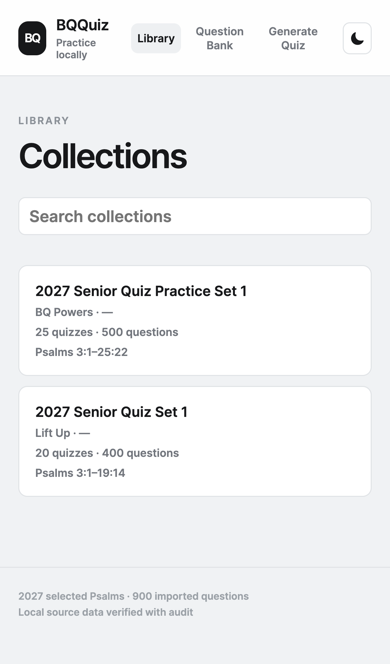 BQ
BQQuiz
Practice
locally
Library
Question
Bank
Generate
Quiz
LIBRARY
Collections
Search collections
2027 Senior Quiz Practice Set 1
BQ Powers · —
25 quizzes · 500 questions
Psalms 3:1–25:22
2027 Senior Quiz Set 1
Lift Up · —
20 quizzes · 400 questions
Psalms 3:1–19:14
2027 selected Psalms · 900 imported questions
Local source data verified with audit